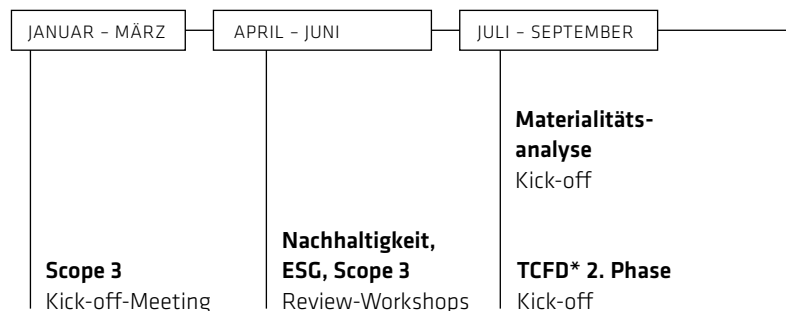 JANUAR – MÄRZ
APRIL – JUNI
JULI – SEPTEMBER
Scope 3
Kick-off-Meeting
Nachhaltigkeit,
ESG, Scope 3
Review-Workshops
Materialitäts-
analyse
Kick-off
TCFD* 2. Phase
Kick-off